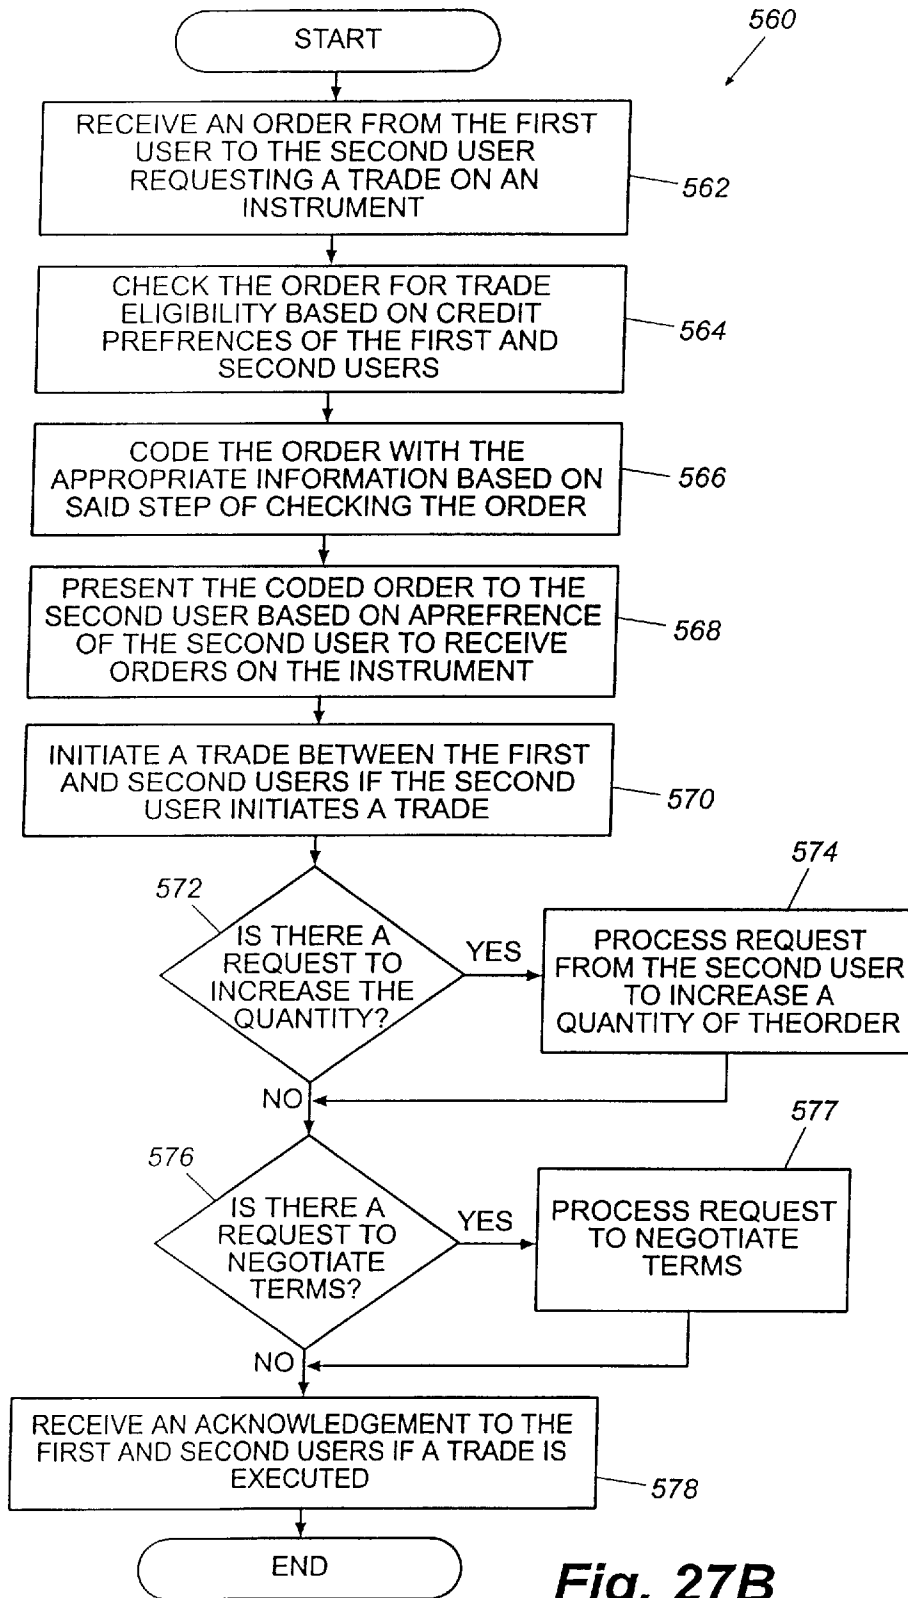 START
560
RECEIVE AN ORDER FROM THE FIRST
USER TO THE SECOND USER
REQUESTING A TRADE ON AN
INSTRUMENT
562
CHECK THE ORDER FOR TRADE
ELIGIBILITY BASED ON CREDIT
PREFRENCES OF THE FIRST AND
SECOND USERS
564
CODE THE ORDER WITH THE
APPROPRIATE INFORMATION BASED ON
SAID STEP OF CHECKING THE ORDER
566
PRESENT THE CODED ORDER TO THE
SECOND USER BASED ON APREFRENCE
OF THE SECOND USER TO RECEIVE
ORDERS ON THE INSTRUMENT
568
INITIATE A TRADE BETWEEN THE FIRST
AND SECOND USERS IF THE SECOND
USER INITIATES A TRADE
570
572
IS THERE A
REQUEST TO
INCREASE THE
QUANTITY?
YES
574
PROCESS REQUEST
FROM THE SECOND USER
TO INCREASE A
QUANTITY OF THEORDER
NO
576
IS THERE A
REQUEST TO
NEGOTIATE
TERMS?
YES
577
PROCESS REQUEST
TO NEGOTIATE
TERMS
NO
RECEIVE AN ACKNOWLEDGEMENT TO THE
FIRST AND SECOND USERS IF A TRADE IS
EXECUTED
578
END
Fig. 27B